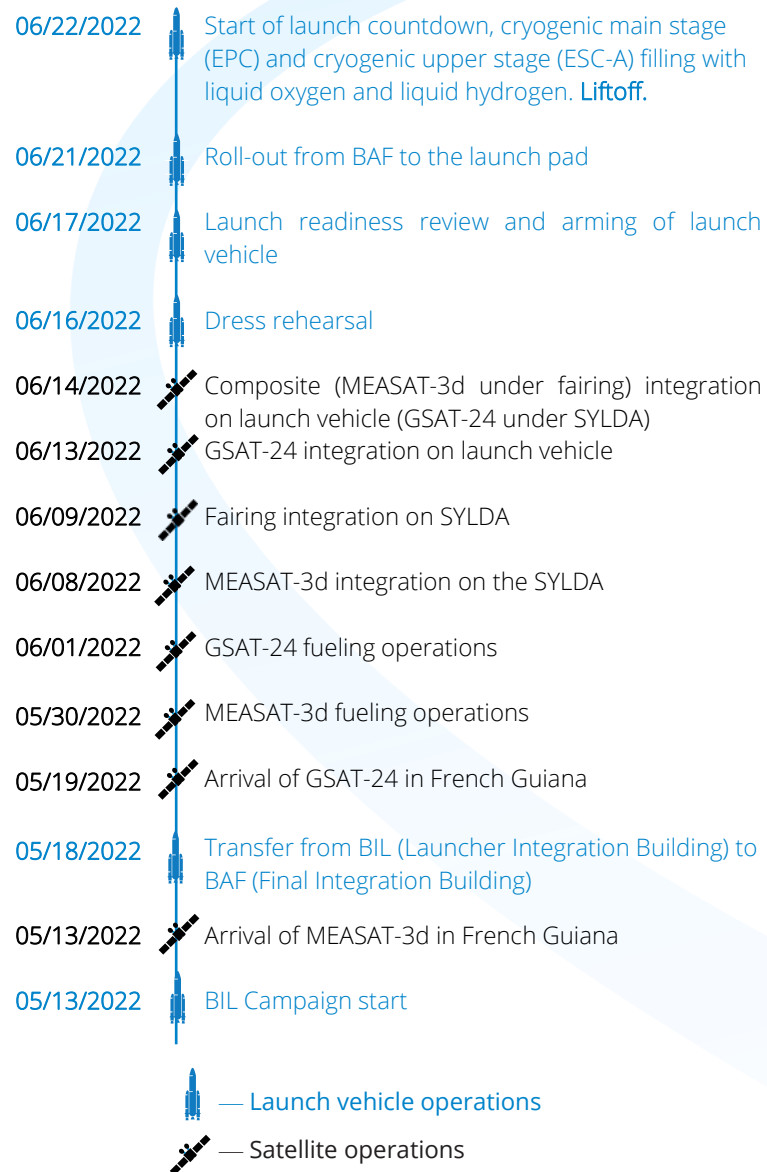 06/22/2022 Start of launch countdown, cryogenic main stage
(EPC) and cryogenic upper stage (ESC-A) filling with
liquid oxygen and liquid hydrogen. Liftoff.
06/21/2022 Roll-out from BAF to the launch pad
06/17/2022 Launch readiness review and arming of launch
vehicle
06/16/2022 Dress rehearsal
06/14/2022 Composite (MEASAT-3d under fairing) integration
on launch vehicle (GSAT-24 under SYLDA)
06/13/2022 GSAT-24 integration on launch vehicle
06/09/2022 Fairing integration on SYLDA
06/08/2022 MEASAT-3d integration on the SYLDA
06/01/2022 GSAT-24 fueling operations
05/30/2022 MEASAT-3d fueling operations
05/19/2022 Arrival of GSAT-24 in French Guiana
05/18/2022 Transfer from BIL (Launcher Integration Building) to
BAF (Final Integration Building)
05/13/2022 Arrival of MEASAT-3d in French Guiana
05/13/2022 BIL Campaign start
— Launch vehicle operations
— Satellite operations